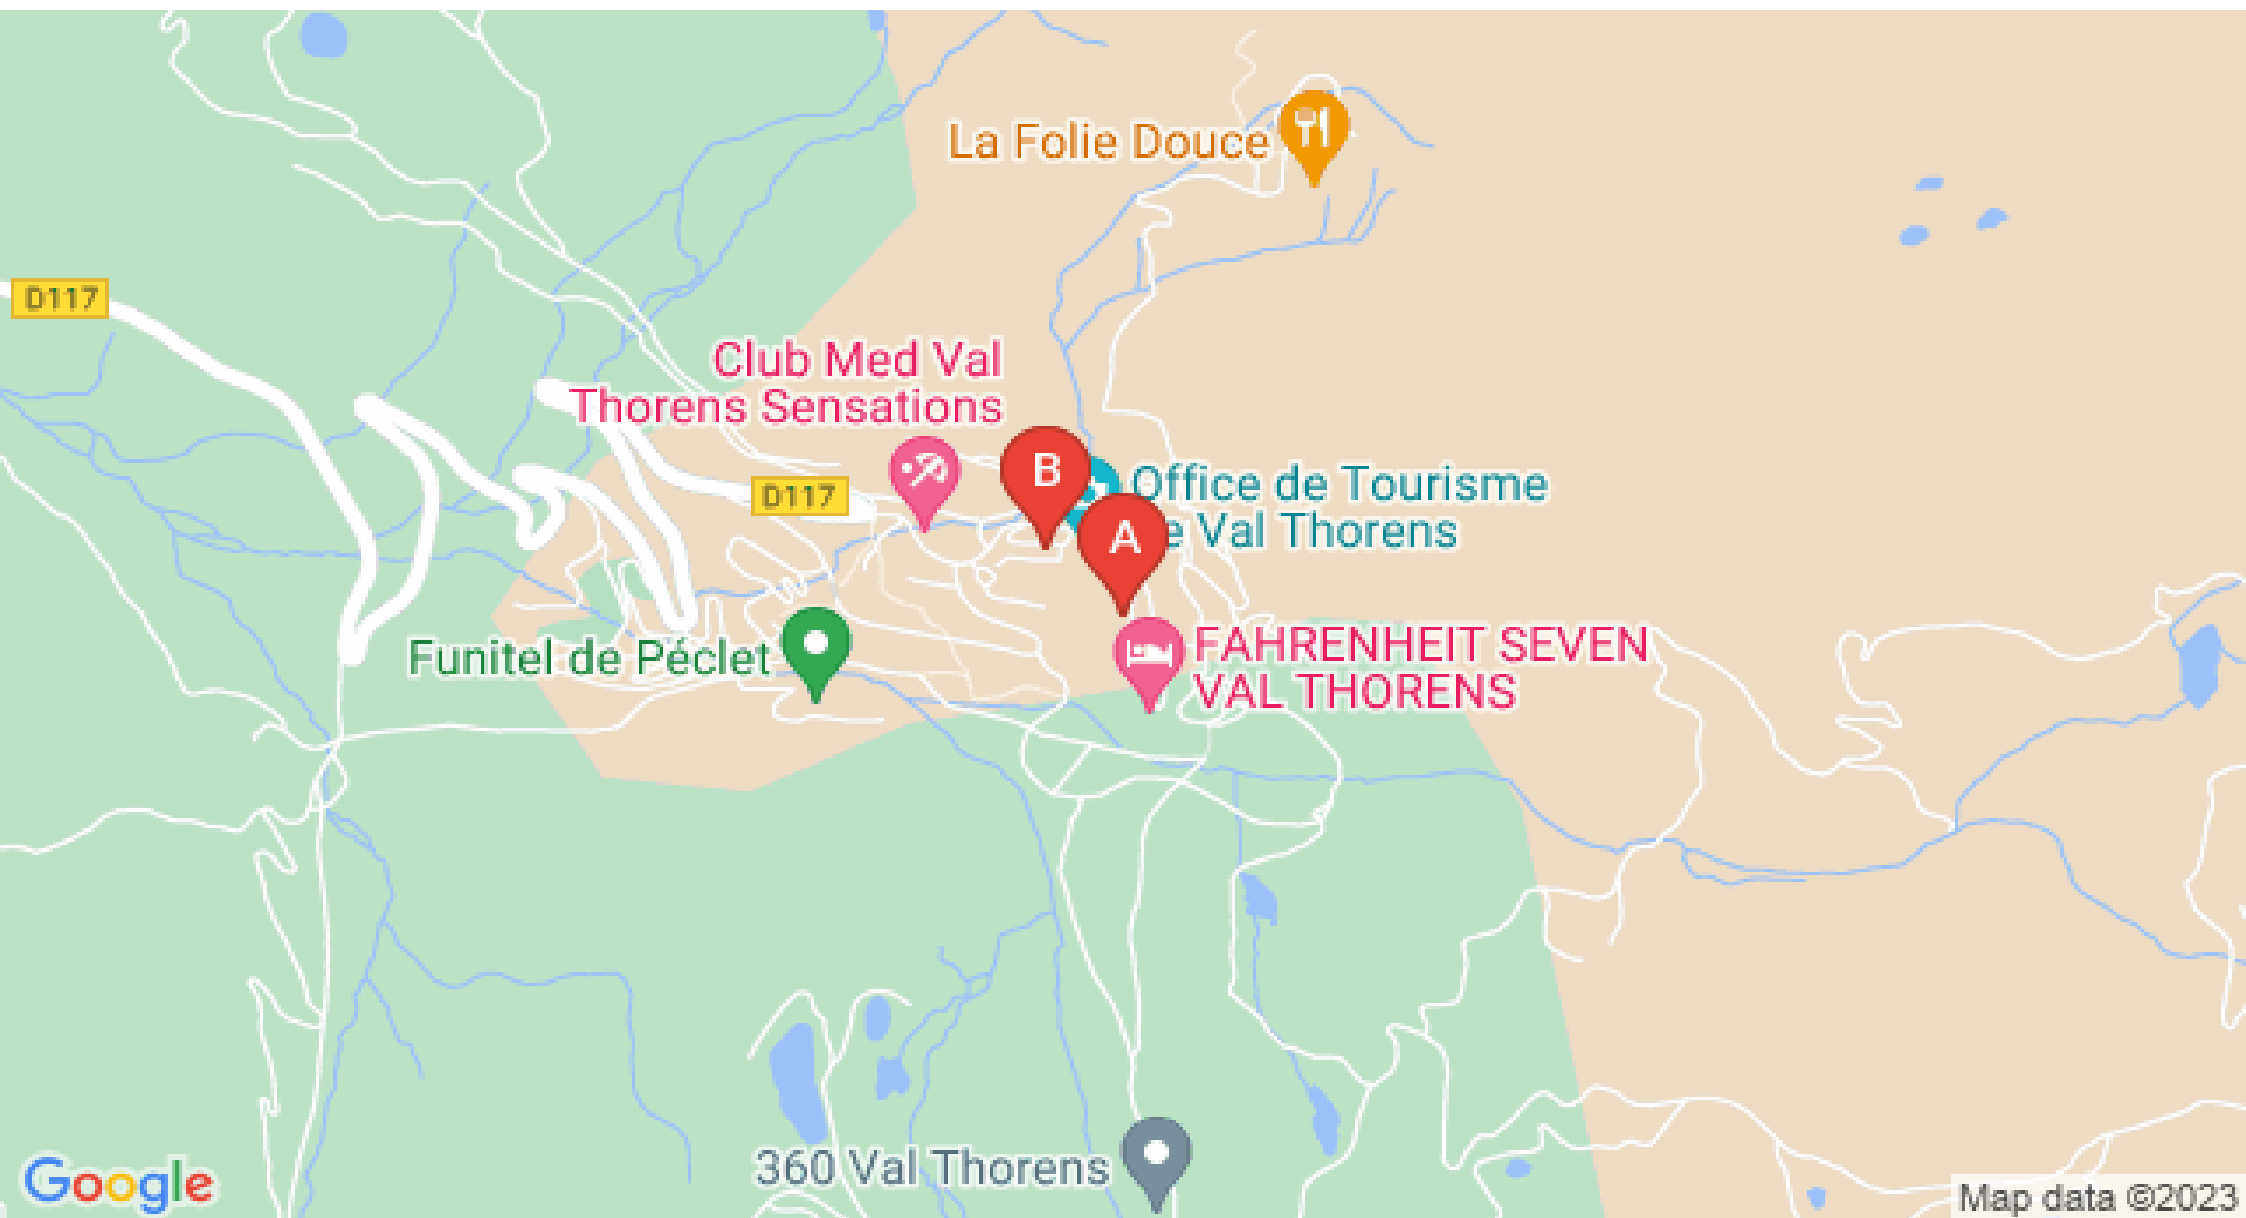 La Folie Douce
D117
Club Med Val
Thorens Sensations
B
D117
Office de Tourisme
A
e Val Thorens
Funitel de Péclet
FAHRENHEIT SEVEN
VAL THORENS
360 Val Thorens
Google
Map data ©2023